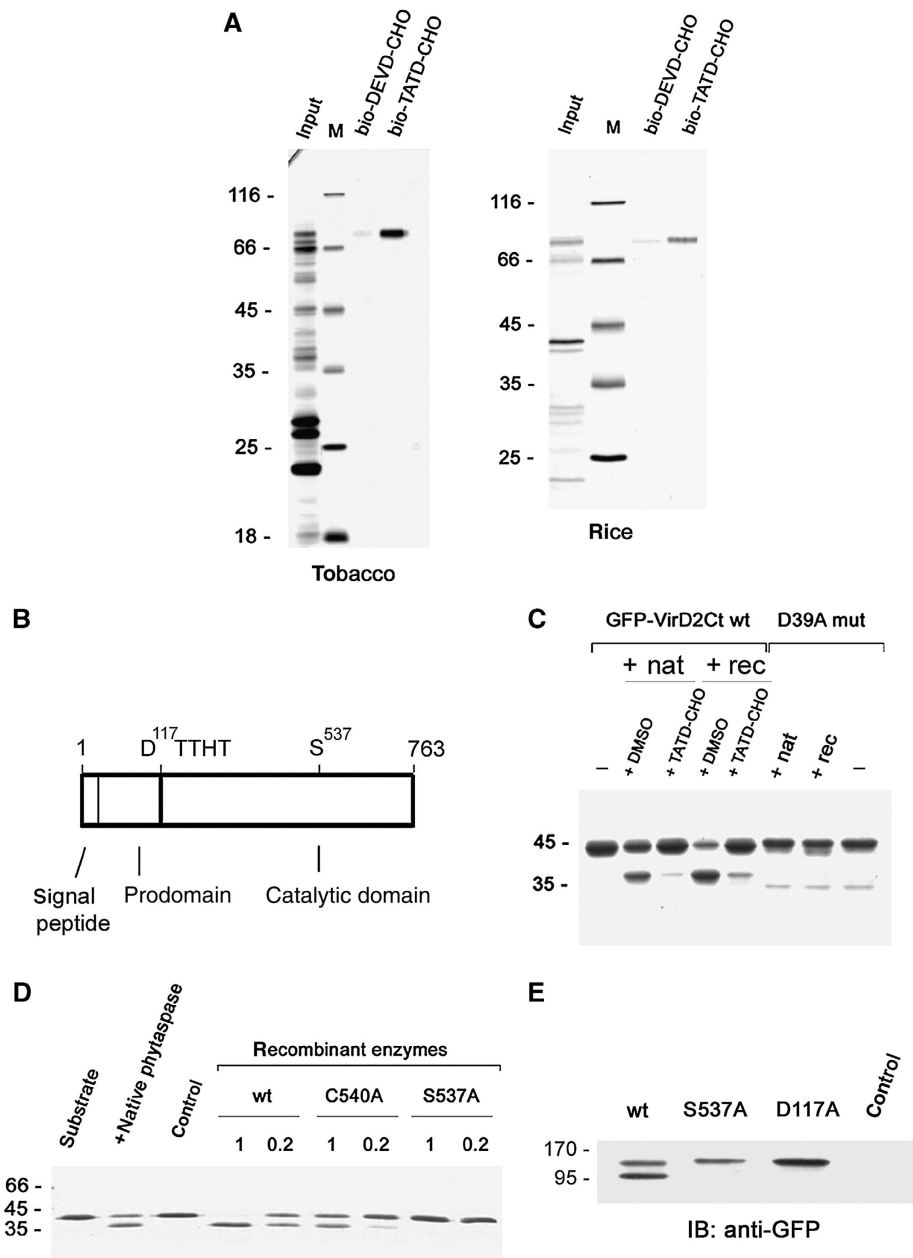 A
Input
M
bio-DEVD-CHO
bio-TATD-CHO
116 -
66 -
45 -
35 -
25 -
18 -
Tobacco
Input
M
bio-DEVD-CHO
bio-TATD-CHO
116 -
66 -
45 -
35 -
25 -
Rice
B
1 D117TTHT S537 763
Signal peptide
Prodomain
Catalytic domain
C
GFP-VirD2Ct wt D39A mut
+ nat + rec
– + DMSO + TATD-CHO + DMSO + TATD-CHO + nat + rec –
45 -
35 -
D
Substrate
+Native phytaspase
Control
Recombinant enzymes
wt C540A S537A
1 0.2 1 0.2 1 0.2
66 -
45 -
35 -
E
wt S537A D117A Control
170 -
95 -
IB: anti-GFP